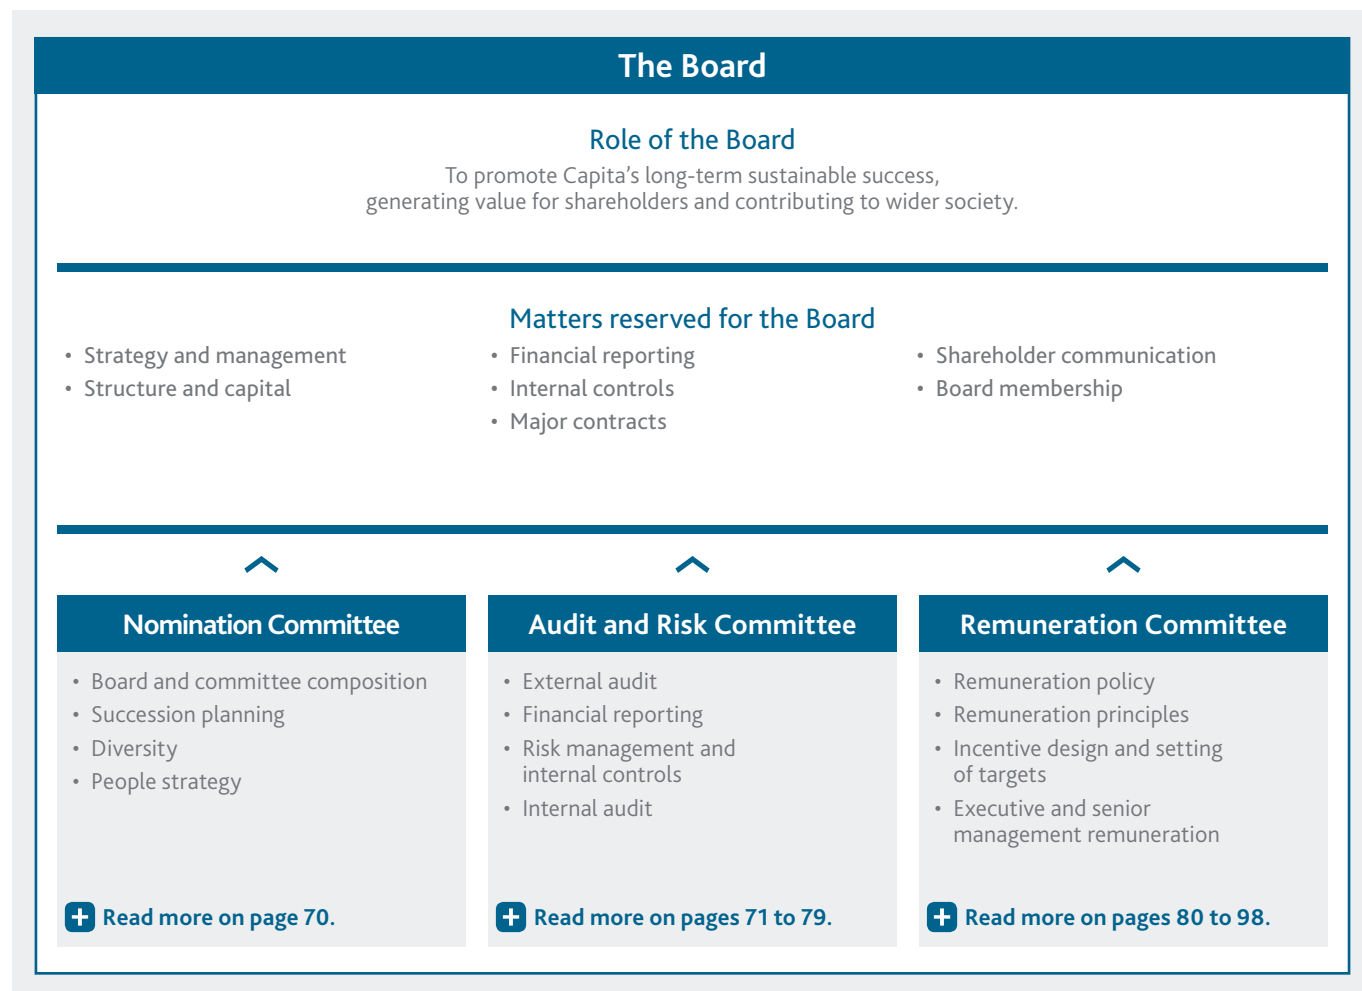 The Board
Role of the Board
To promote Capita’s long-term sustainable success,
generating value for shareholders and contributing to wider society.
Matters reserved for the Board
• Strategy and management
• Structure and capital
• Financial reporting
• Internal controls
• Major contracts
• Shareholder communication
• Board membership
Nomination Committee
• Board and committee composition
• Succession planning
• Diversity
• People strategy
Read more on page 70.
Audit and Risk Committee
• External audit
• Financial reporting
• Risk management and
internal controls
• Internal audit
Read more on pages 71 to 79.
Remuneration Committee
• Remuneration policy
• Remuneration principles
• Incentive design and setting
of targets
• Executive and senior
management remuneration
Read more on pages 80 to 98.